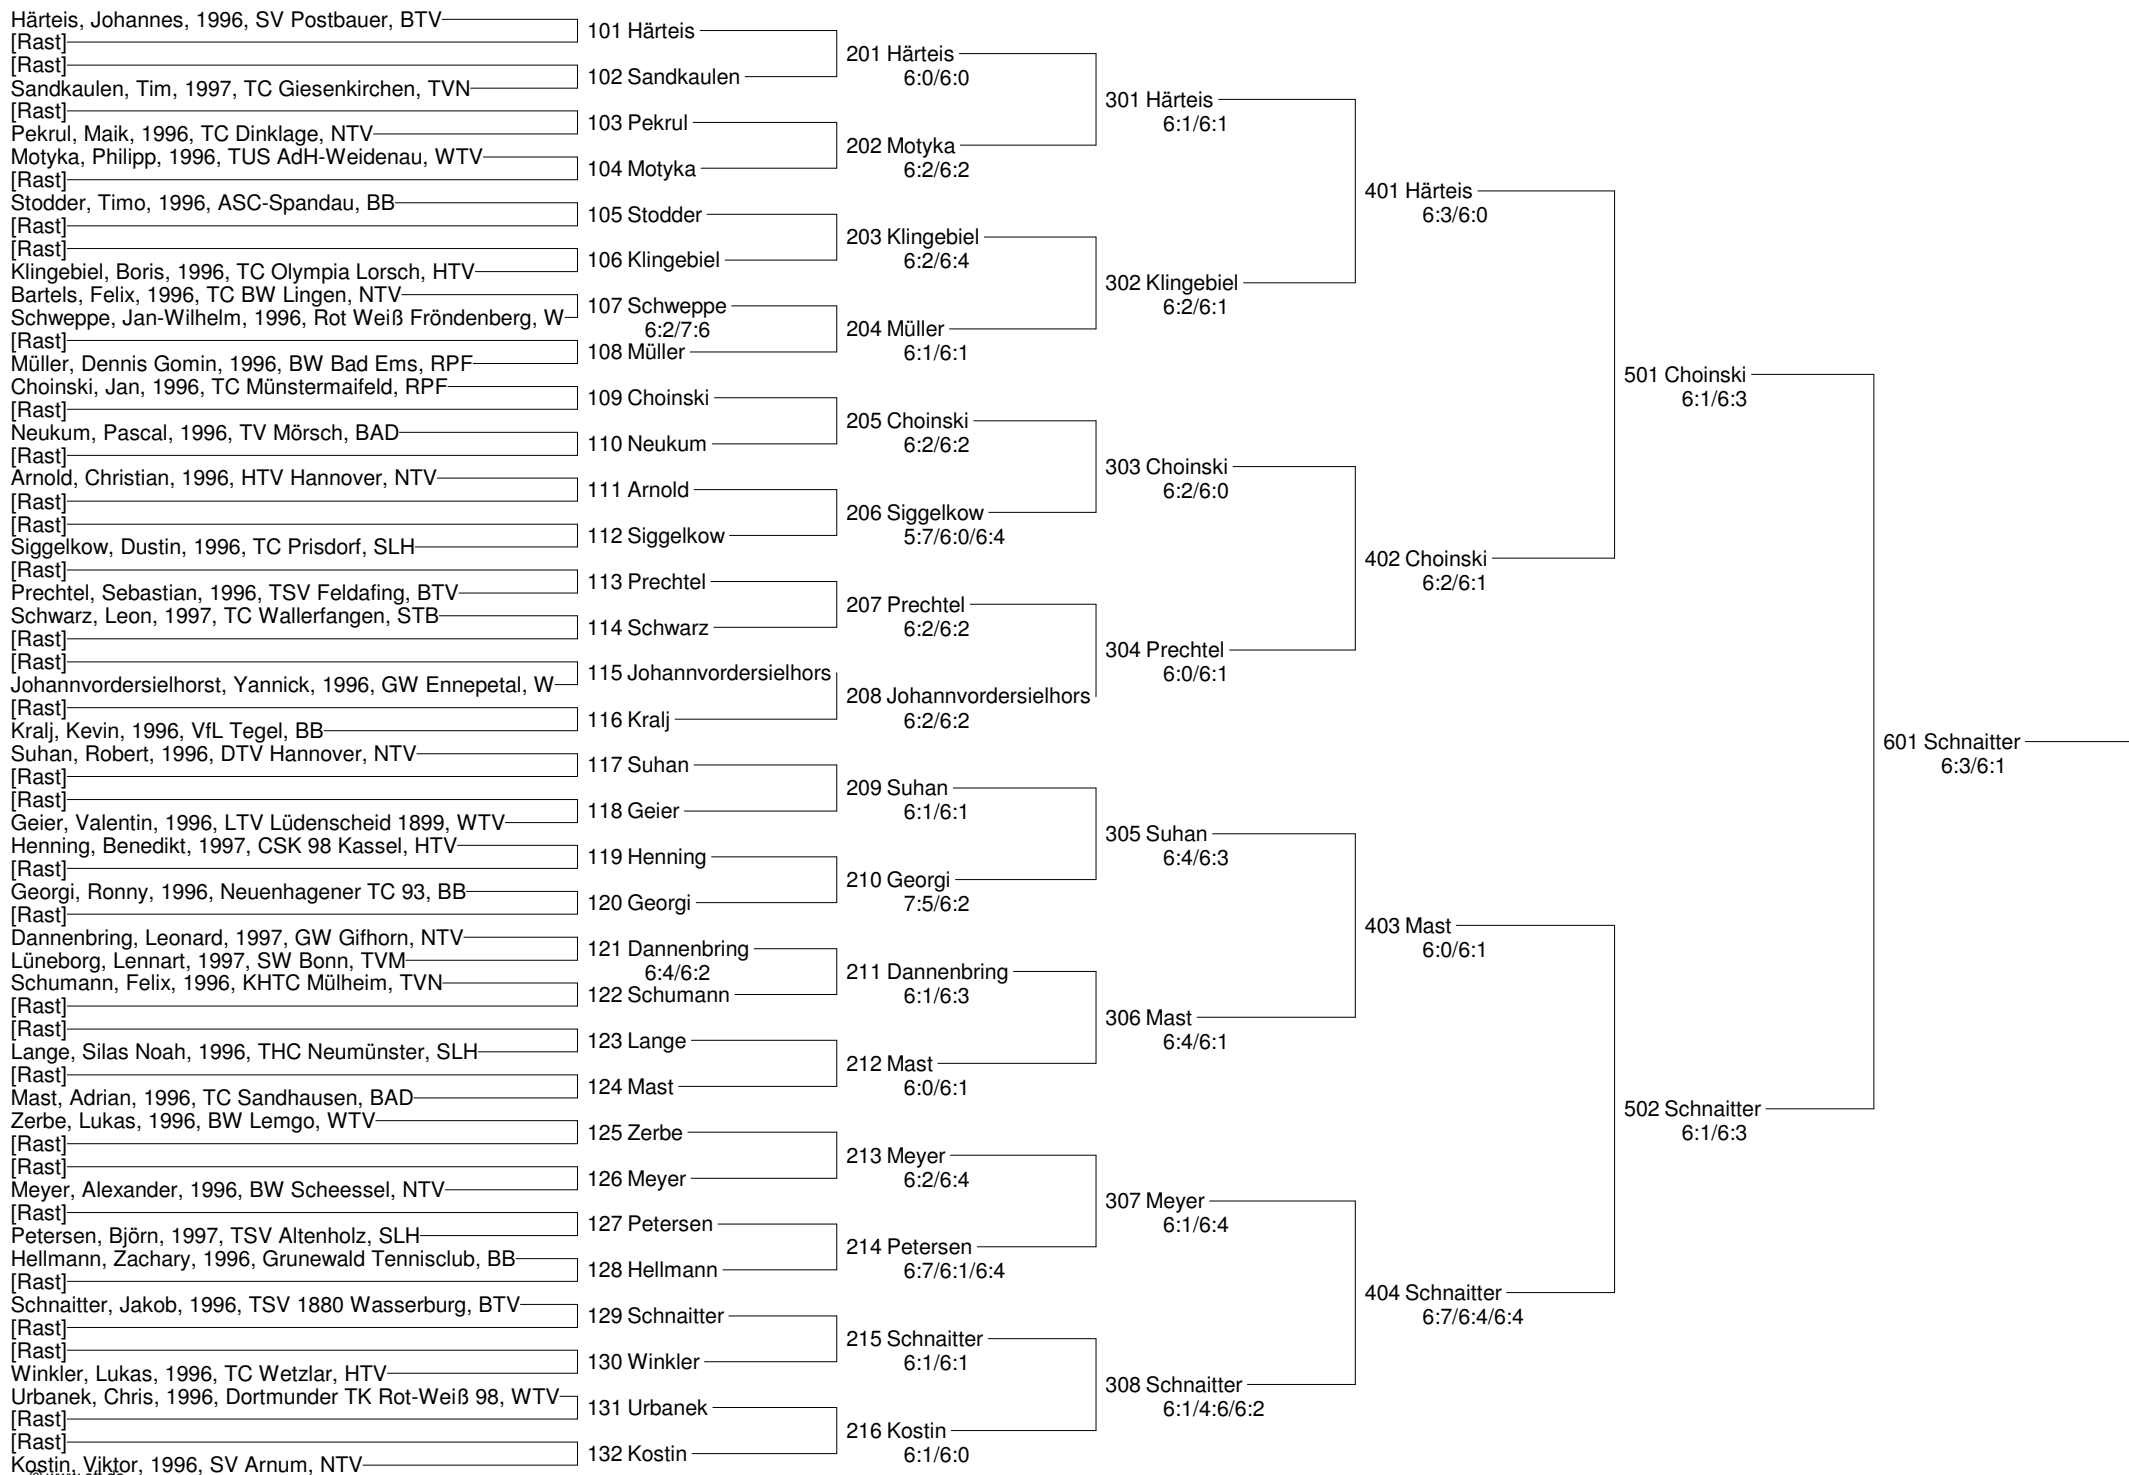 Härteis, Johannes, 1996, SV Postbauer, BTV
[Rast]
[Rast]
Sandkaulen, Tim, 1997, TC Giesenkirchen, TVN
[Rast]
Pekrul, Maik, 1996, TC Dinklage, NTV
Motyka, Philipp, 1996, TUS AdH-Weidenau, WTV
[Rast]
Stodder, Timo, 1996, ASC-Spandau, BB
[Rast]
[Rast]
Klingebiel, Boris, 1996, TC Olympia Lorsch, HTV
Bartels, Felix, 1996, TC BW Lingen, NTV
Schweppe, Jan-Wilhelm, 1996, Rot Weiß Fröndenberg, W
[Rast]
Müller, Dennis Gomin, 1996, BW Bad Ems, RPF
Choinski, Jan, 1996, TC Münstermaifeld, RPF
[Rast]
Neukum, Pascal, 1996, TV Mörsch, BAD
[Rast]
Arnold, Christian, 1996, HTV Hannover, NTV
[Rast]
[Rast]
Siggelkow, Dustin, 1996, TC Prisdorf, SLH
[Rast]
Prechtel, Sebastian, 1996, TSV Feldafing, BTV
Schwarz, Leon, 1997, TC Wallerfangen, STB
[Rast]
[Rast]
Johannvordersielhorst, Yannick, 1996, GW Ennepetal, W
[Rast]
Kralj, Kevin, 1996, VfL Tegel, BB
Suhan, Robert, 1996, DTV Hannover, NTV
[Rast]
[Rast]
Geier, Valentin, 1996, LTV Lüdenscheid 1899, WTV
Henning, Benedikt, 1997, CSK 98 Kassel, HTV
[Rast]
Georgi, Ronny, 1996, Neuenhagener TC 93, BB
[Rast]
Dannenbring, Leonard, 1997, GW Gifhorn, NTV
Lüneborg, Lennart, 1997, SW Bonn, TVM
Schumann, Felix, 1996, KHTC Mülheim, TVN
[Rast]
[Rast]
Lange, Silas Noah, 1996, THC Neumünster, SLH
[Rast]
Mast, Adrian, 1996, TC Sandhausen, BAD
Zerbe, Lukas, 1996, BW Lemgo, WTV
[Rast]
[Rast]
Meyer, Alexander, 1996, BW Scheessel, NTV
[Rast]
Petersen, Björn, 1997, TSV Altenholz, SLH
Hellmann, Zachary, 1996, Grunewald Tennisclub, BB
[Rast]
Schnaitter, Jakob, 1996, TSV 1880 Wasserburg, BTV
[Rast]
[Rast]
Winkler, Lukas, 1996, TC Wetzlar, HTV
Urbanek, Chris, 1996, Dortmunder TK Rot-Weiß 98, WTV
[Rast]
[Rast]
Kostin, Viktor, 1996, SV Arnum, NTV
101 Härteis
102 Sandkaulen
103 Pekrul
104 Motyka
105 Stodder
106 Klingebiel
107 Schweppe
6:2/7:6
108 Müller
109 Choinski
110 Neukum
111 Arnold
112 Siggelkow
113 Prechtel
114 Schwarz
115 Johannvordersielhors
116 Kralj
117 Suhan
118 Geier
119 Henning
120 Georgi
121 Dannenbring
6:4/6:2
122 Schumann
123 Lange
124 Mast
125 Zerbe
126 Meyer
127 Petersen
128 Hellmann
129 Schnaitter
130 Winkler
131 Urbanek
132 Kostin
201 Härteis
6:0/6:0
202 Motyka
6:2/6:2
203 Klingebiel
6:2/6:4
204 Müller
6:1/6:1
205 Choinski
6:2/6:2
206 Siggelkow
5:7/6:0/6:4
207 Prechtel
6:2/6:2
208 Johannvordersielhors
6:2/6:2
209 Suhan
6:1/6:1
210 Georgi
7:5/6:2
211 Dannenbring
6:1/6:3
212 Mast
6:0/6:1
213 Meyer
6:2/6:4
214 Petersen
6:7/6:1/6:4
215 Schnaitter
6:1/6:1
216 Kostin
6:1/6:0
301 Härteis
6:1/6:1
302 Klingebiel
6:2/6:1
303 Choinski
6:2/6:0
304 Prechtel
6:0/6:1
305 Suhan
6:4/6:3
306 Mast
6:4/6:1
307 Meyer
6:1/6:4
308 Schnaitter
6:1/4:6/6:2
401 Härteis
6:3/6:0
402 Choinski
6:2/6:1
403 Mast
6:0/6:1
404 Schnaitter
6:7/6:4/6:4
501 Choinski
6:1/6:3
502 Schnaitter
6:1/6:3
601 Schnaitter
6:3/6:1